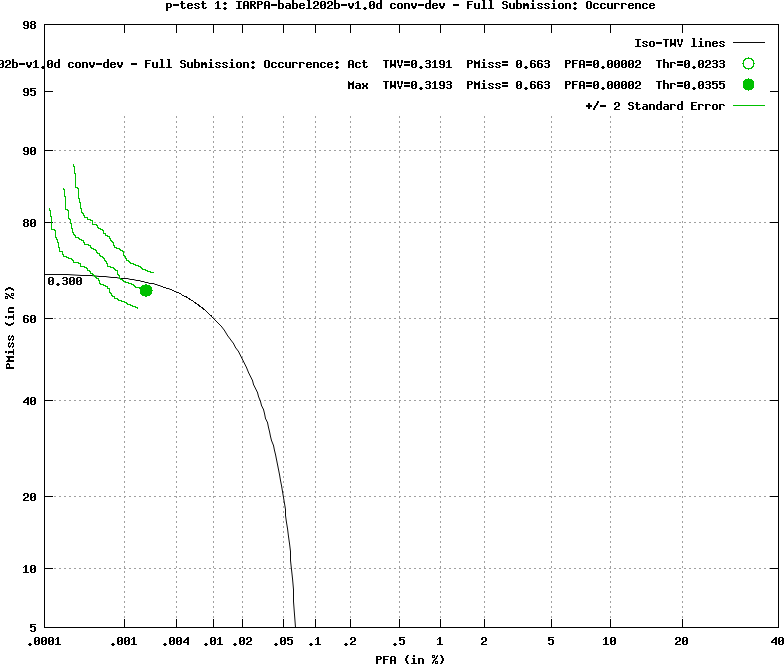 p-test 1: IARPA-babel202b-v1.0d conv-dev - Full Submission: Occurrence
98
Iso-TWV lines
02b-v1.0d conv-dev - Full Submission: Occurrence: Act TWV=0.3191 PMiss= 0.663 PFA=0.00002 Thr=0.0233
Max TWV=0.3193 PMiss= 0.663 PFA=0.00002 Thr=0.0355
95
+/- 2 Standard Error
90
80
0.300
60
PMiss (in %)
40
20
10
5
.0001 .001 .004 .01 .02 .05 .1 .2 .5 1 2 5 10 20 40
PFA (in %)